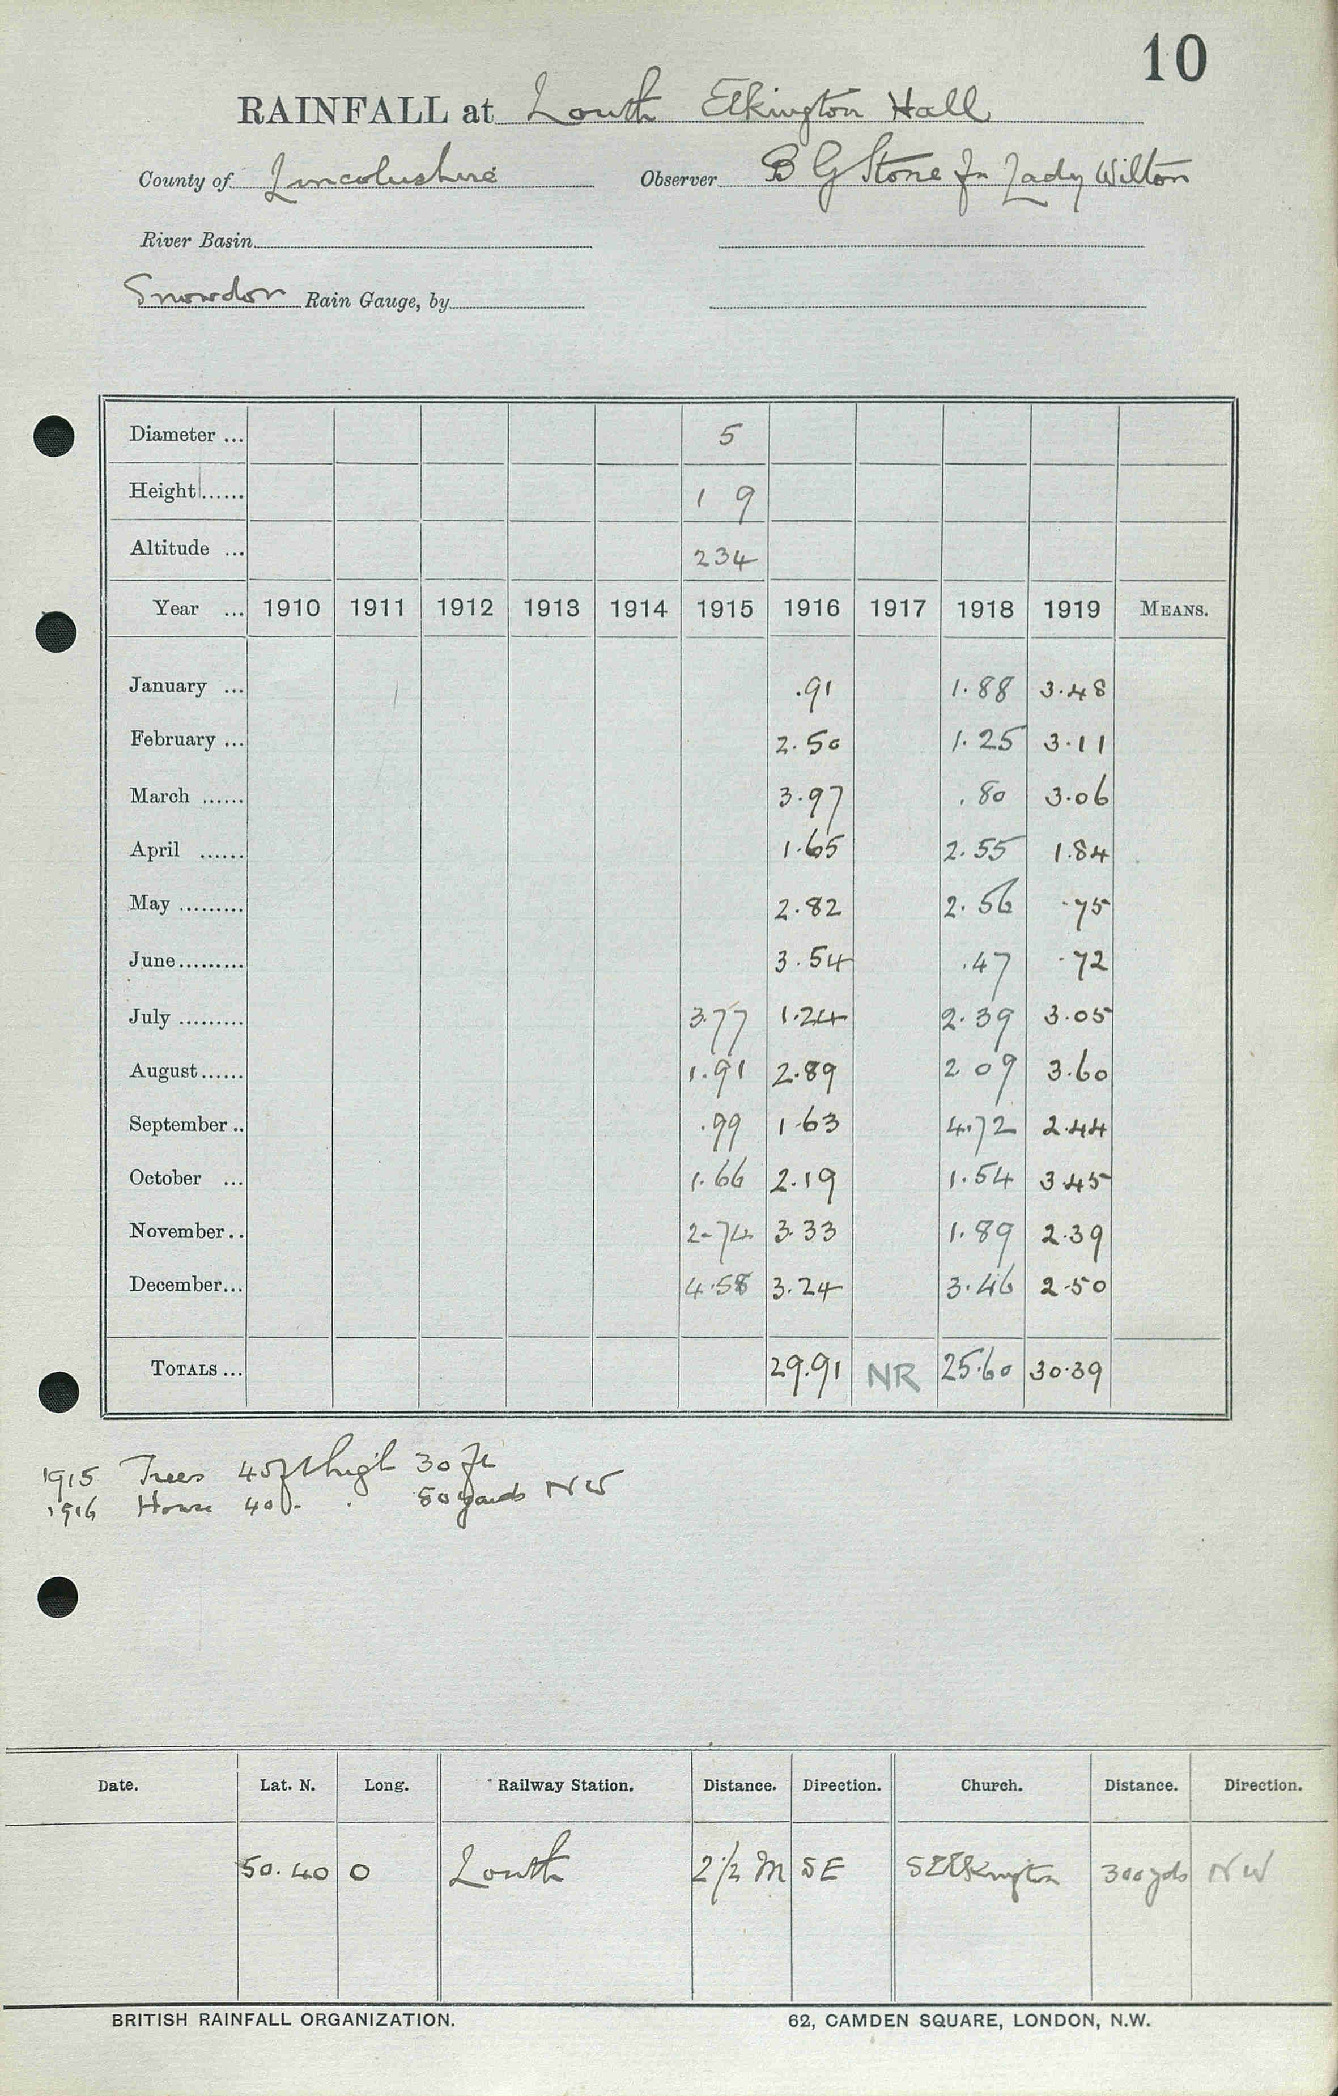 10
RAINFALL at Louth Elkington Hall
County of Lincolnshire Observer B G Stone fr Lady Wilton
River Basin
Snowdon Rain Gauge, by
Diameter ... 5
Height ...... 1 9
Altitude ... 234
Year ... 1910 1911 1912 1913 1914 1915 1916 1917 1918 1919 MEANS.
January ... .91 1.88 3.48
February ... 2.50 1.25 3.11
March ...... 3.97 .80 3.06
April ...... 1.65 2.55 1.84
May ......... 2.82 2.56 .75
June......... 3.54 .47 .72
July ......... 3.77 1.24 2.39 3.05
August...... 1.91 2.89 2 09 3.60
September .. .99 1.63 4.72 2.44
October ... 1.66 2.19 1.54 3.45
November .. 2.74 3.33 1.89 2.39
December... 4.58 3.24 3.46 2.50
TOTALS ... 29.91 NR 25.60 30.39
1915 Trees 45ft high 30 ft
1916 House 40 . 80 yards NW
Date. Lat. N. Long. Railway Station. Distance. Direction. Church. Distance. Direction.
50.40 0 Louth 2 1/2 M SE S Elkington 300 yds NW
BRITISH RAINFALL ORGANIZATION. 62, CAMDEN SQUARE, LONDON, N.W.